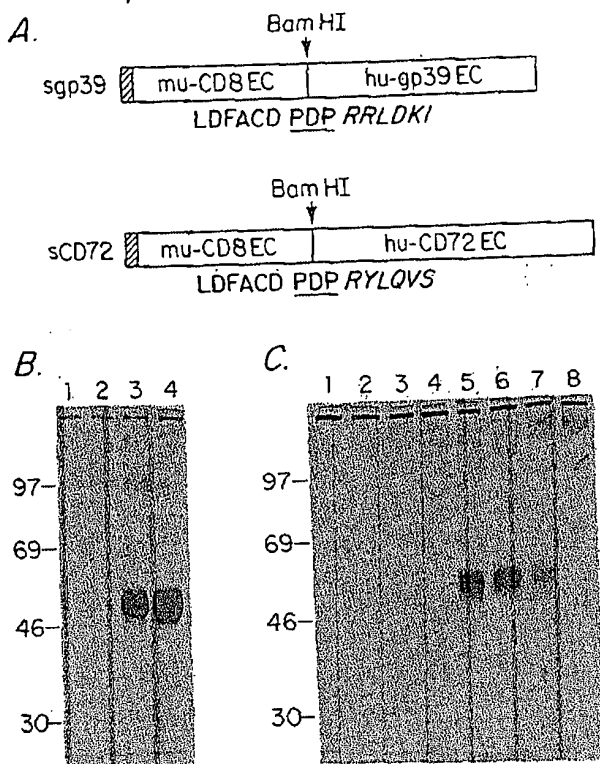 A.
Bam HI
sgp39 mu-CD8 EC hu-gp39 EC
LDFACD PDP RRLDKI
Bam HI
sCD72 mu-CD8 EC hu-CD72 EC
LDFACD PDP RYLQVS
B.
1 2 3 4
97
69
46
30
C.
1 2 3 4 5 6 7 8
97
69
46
30